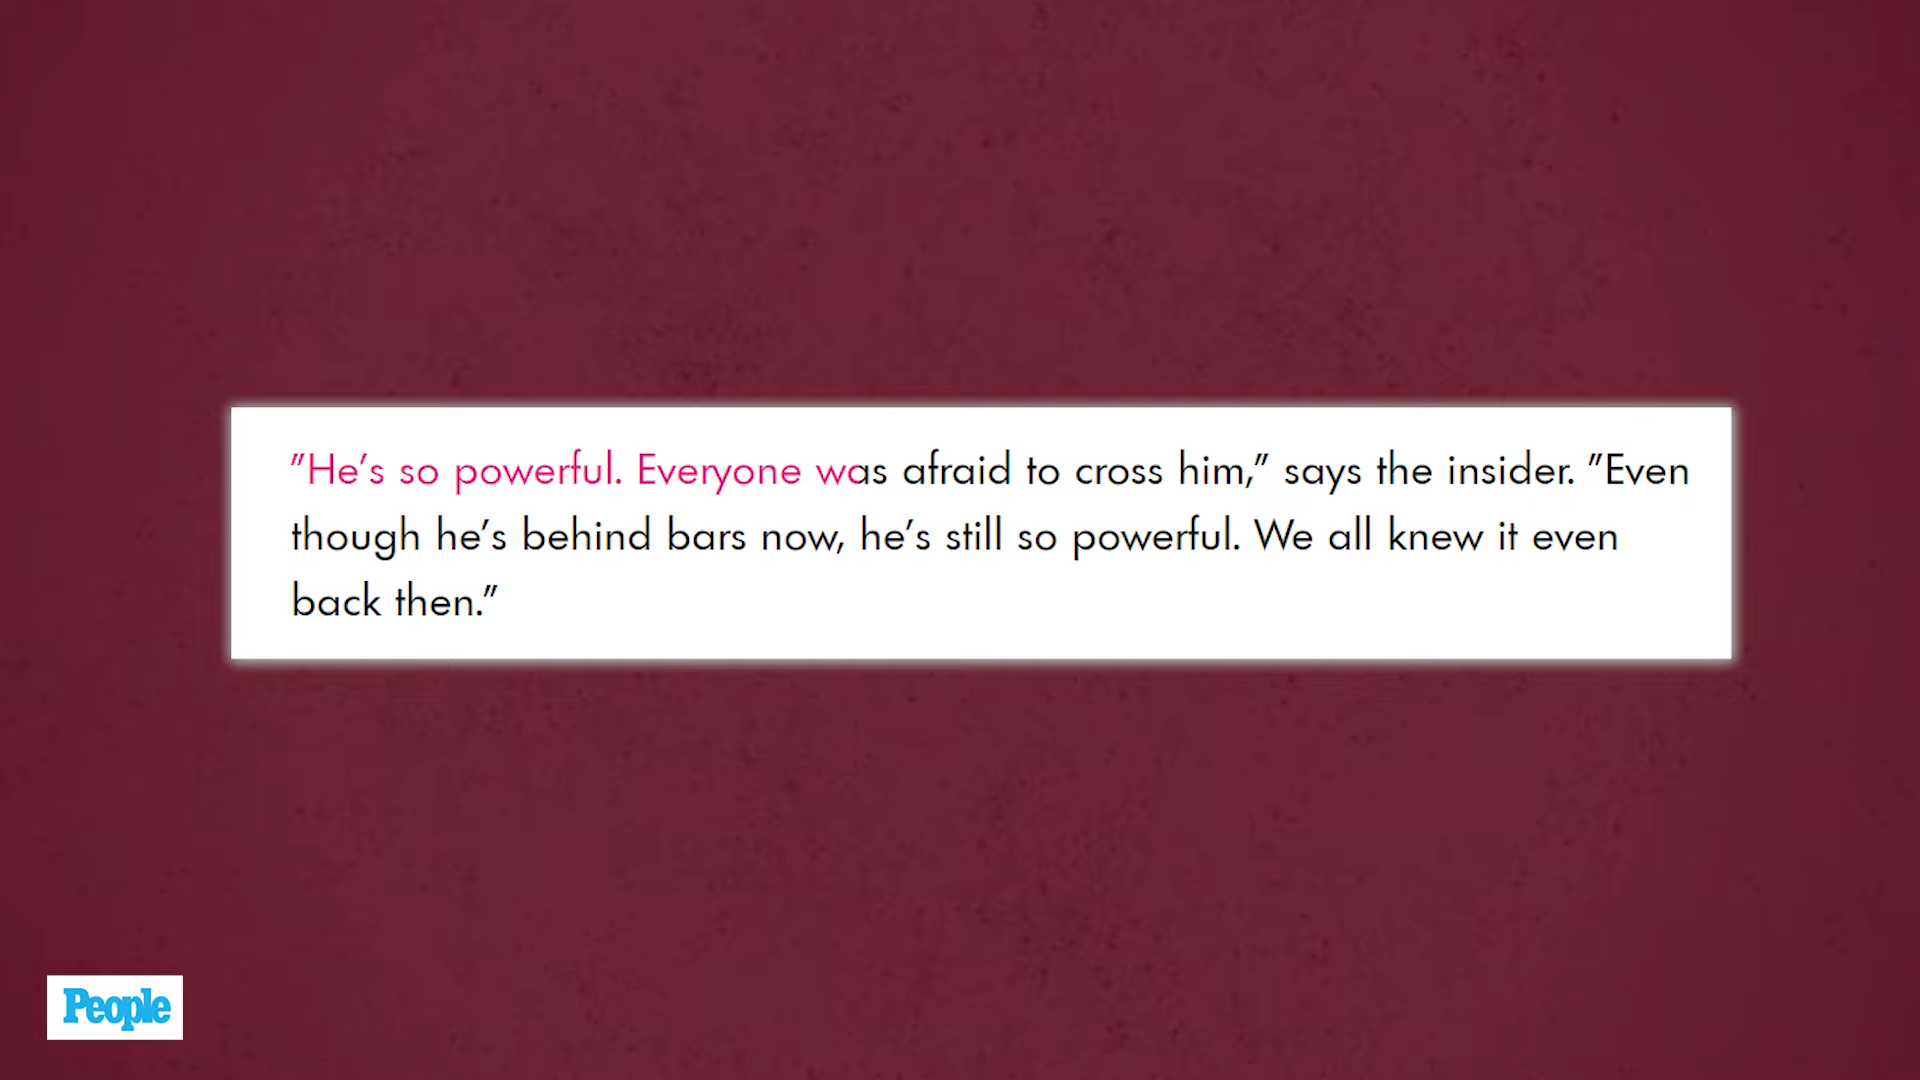 "He's so powerful. Everyone was afraid to cross him," says the insider. "Even
though he's behind bars now, he's still so powerful. We all knew it even
back then."
People